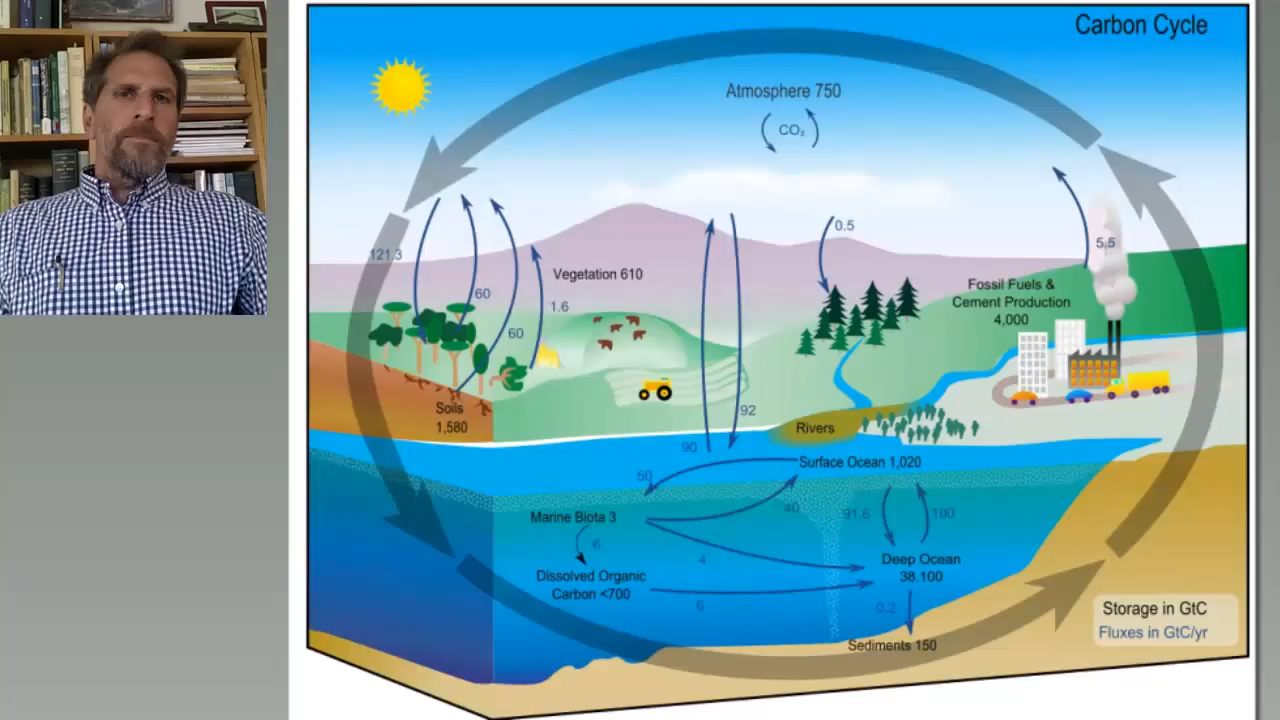 Carbon Cycle
Atmosphere 750
CO₂
0.5
121.3
5.5
Vegetation 610
60
1.6
60
Fossil Fuels &
Cement Production
4,000
Soils
1,580
92
Rivers
90
Surface Ocean 1,020
50
40
91.6
100
Marine Biota 3
6
4
Deep Ocean
38.100
Dissolved Organic
Carbon <700
6
0.2
Storage in GtC
Fluxes in GtC/yr
Sediments 150